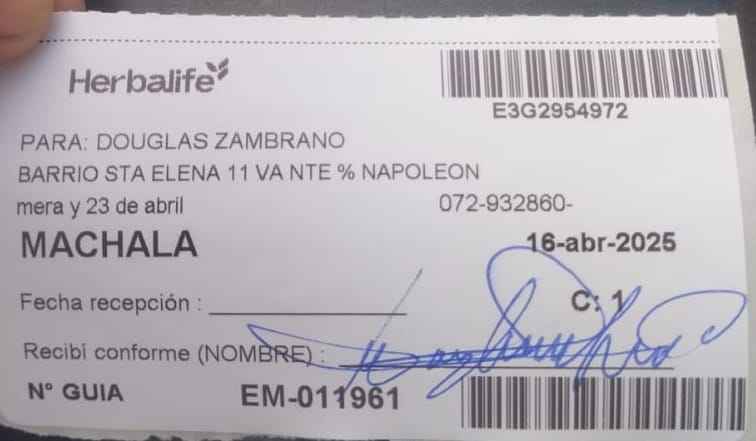 Herbalife
E3G2954972
PARA: DOUGLAS ZAMBRANO
BARRIO STA ELENA 11 VA NTE % NAPOLEON
mera y 23 de abril 072-932860-
MACHALA 16-abr-2025
Fecha recepción : C: 1
Recibí conforme (NOMBRE) :
N° GUIA EM-011961